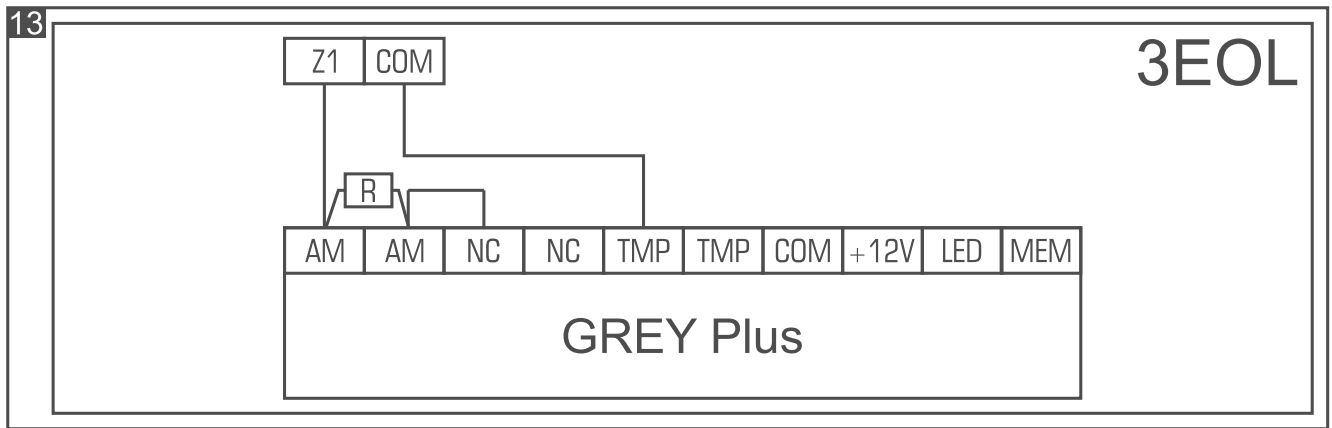 13
3EOL
Z1 COM
R
AM AM NC NC TMP TMP COM +12V LED MEM
GREY Plus